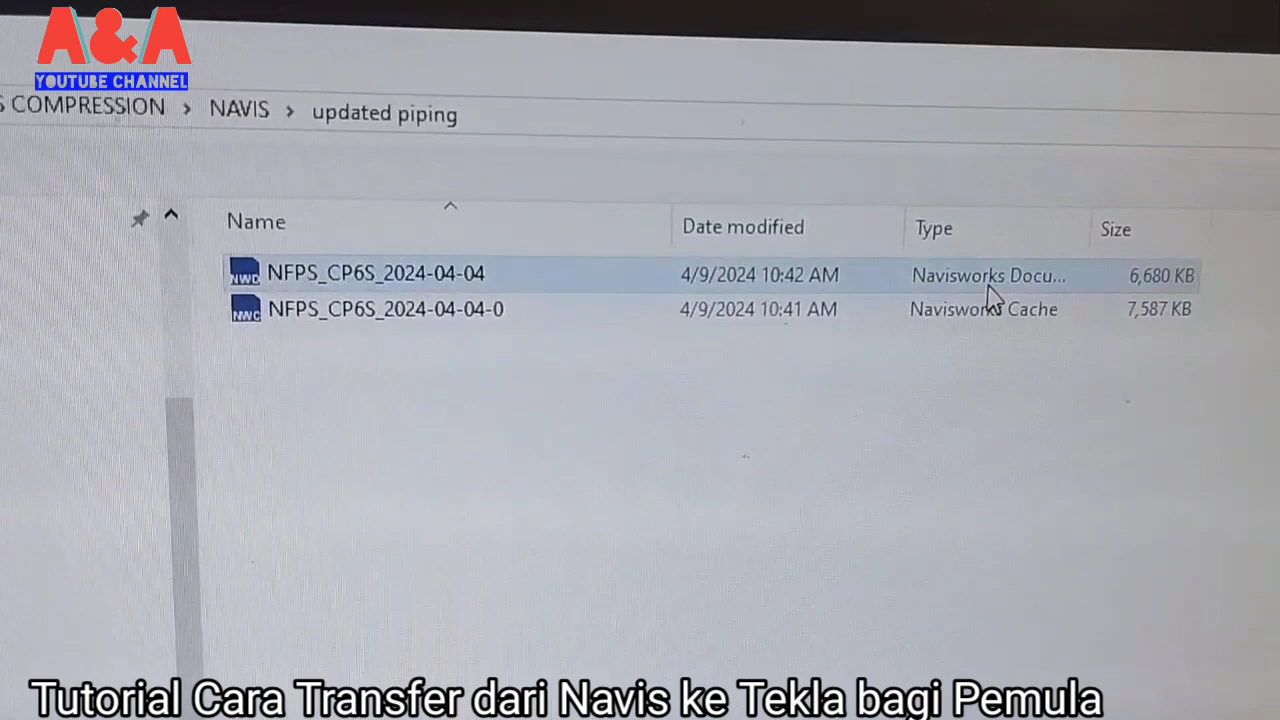 A&A
YOUTUBE CHANNEL
S COMPRESSION > NAVIS > updated piping
Name Date modified Type Size
NWD NFPS_CP6S_2024-04-04 4/9/2024 10:42 AM Navisworks Docu... 6,680 KB
NWC NFPS_CP6S_2024-04-04-0 4/9/2024 10:41 AM Navisworks Cache 7,587 KB
Tutorial Cara Transfer dari Navis ke Tekla bagi Pemula